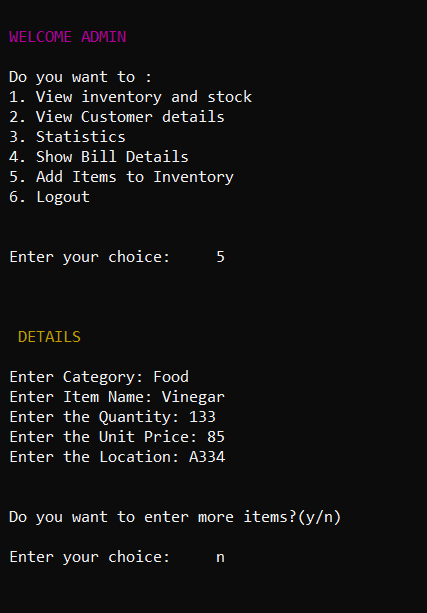 WELCOME ADMIN
Do you want to :
1. View inventory and stock
2. View Customer details
3. Statistics
4. Show Bill Details
5. Add Items to Inventory
6. Logout
Enter your choice:     5
DETAILS
Enter Category: Food
Enter Item Name: Vinegar
Enter the Quantity: 133
Enter the Unit Price: 85
Enter the Location: A334
Do you want to enter more items?(y/n)
Enter your choice:     n